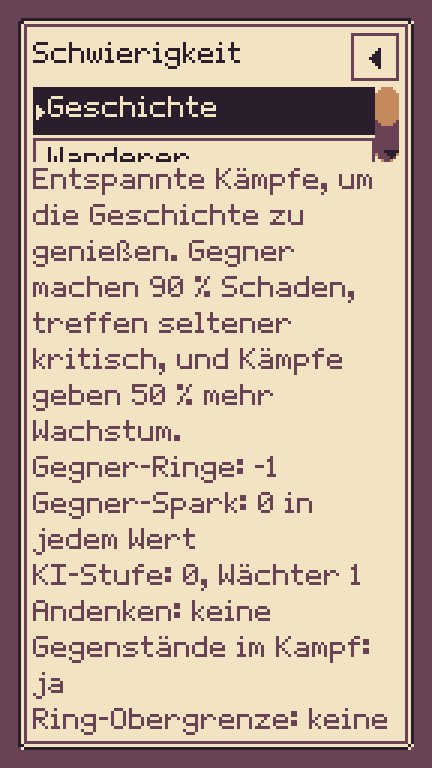 Schwierigkeit
Geschichte
Wanderer
Entspannte Kämpfe, um
die Geschichte zu
genießen. Gegner
machen 90 % Schaden,
treffen seltener
kritisch, und Kämpfe
geben 50 % mehr
Wachstum.
Gegner-Ringe: -1
Gegner-Spark: 0 in
jedem Wert
KI-Stufe: 0, Wächter 1
Andenken: keine
Gegenstände im Kampf:
ja
Ring-Obergrenze: keine